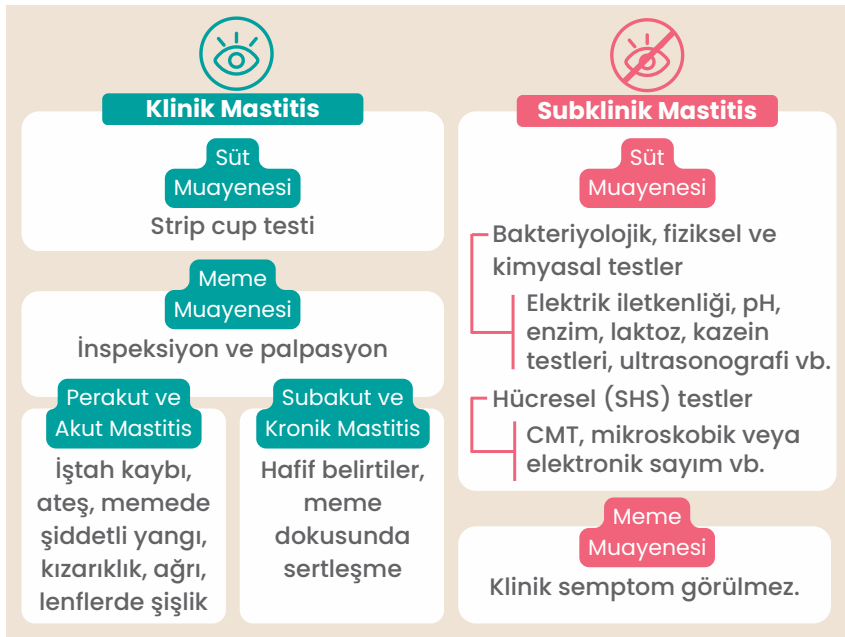 Klinik Mastitis
Süt
Muayenesi
Strip cup testi
Meme
Muayenesi
İnspeksiyon ve palpasyon
Perakut ve
Akut Mastitis
İştah kaybı,
ateş, memede
şiddetli yangı,
kızarıklık, ağrı,
lenflerde şişlik
Subakut ve
Kronik Mastitis
Hafif belirtiler,
meme
dokusunda
sertleşme
Subklinik Mastitis
Süt
Muayenesi
Bakteriyolojik, fiziksel ve
kimyasal testler
Elektrik iletkenliği, pH,
enzim, laktoz, kazein
testleri, ultrasonografi vb.
Hücresel (SHS) testler
CMT, mikroskobik veya
elektronik sayım vb.
Meme
Muayenesi
Klinik semptom görülmez.